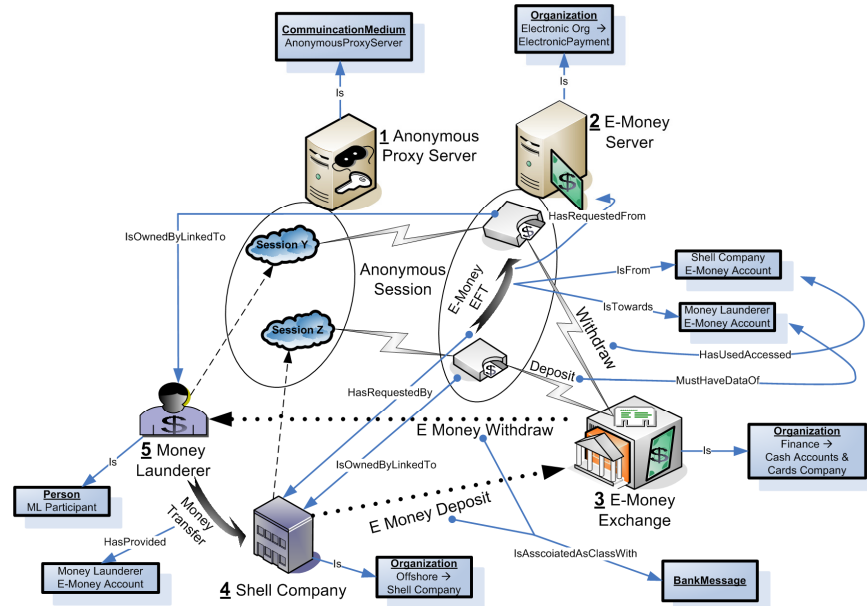 CommuincationMedium
AnonymousProxyServer
Organization
Electronic Org →
ElectronicPayment
Is
Is
1 Anonymous
Proxy Server
2 E-Money
Server
HasRequestedFrom
IsOwnedByLinkedTo
Session Y
Anonymous
Session
E-Money
EFT
IsFrom
Shell Company
E-Money Account
IsTowards
Money Launderer
E-Money Account
Session Z
Withdraw
HasUsedAccessed
Deposit
MustHaveDataOf
HasRequestedBy
E Money Withdraw
5 Money
Launderer
Is
Organization
Finance →
Cash Accounts &
Cards Company
Is
Person
ML Participant
IsOwnedByLinkedTo
3 E-Money
Exchange
Money
Transfer
E Money Deposit
HasProvided
IsAsscoiatedAsClassWith
Money Launderer
E-Money Account
4 Shell Company
Is
Organization
Offshore →
Shell Company
BankMessage